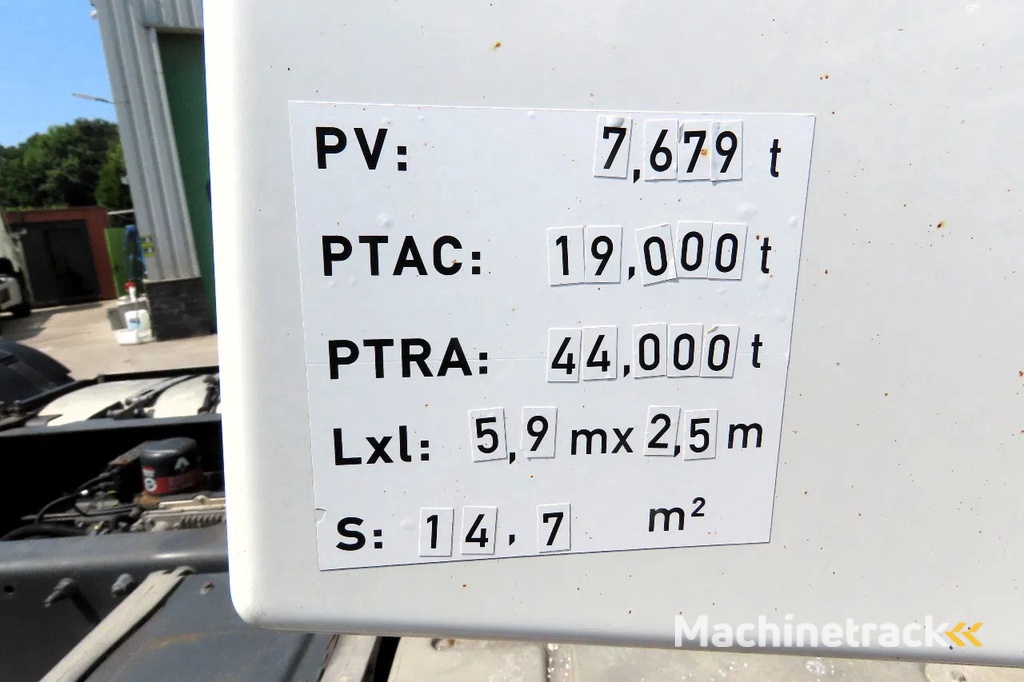 PV: 7,679 t
PTAC: 19,000 t
PTRA: 44,000 t
Lxl: 5,9 mx 2,5 m
S: 14,7 m²
Machinetrack